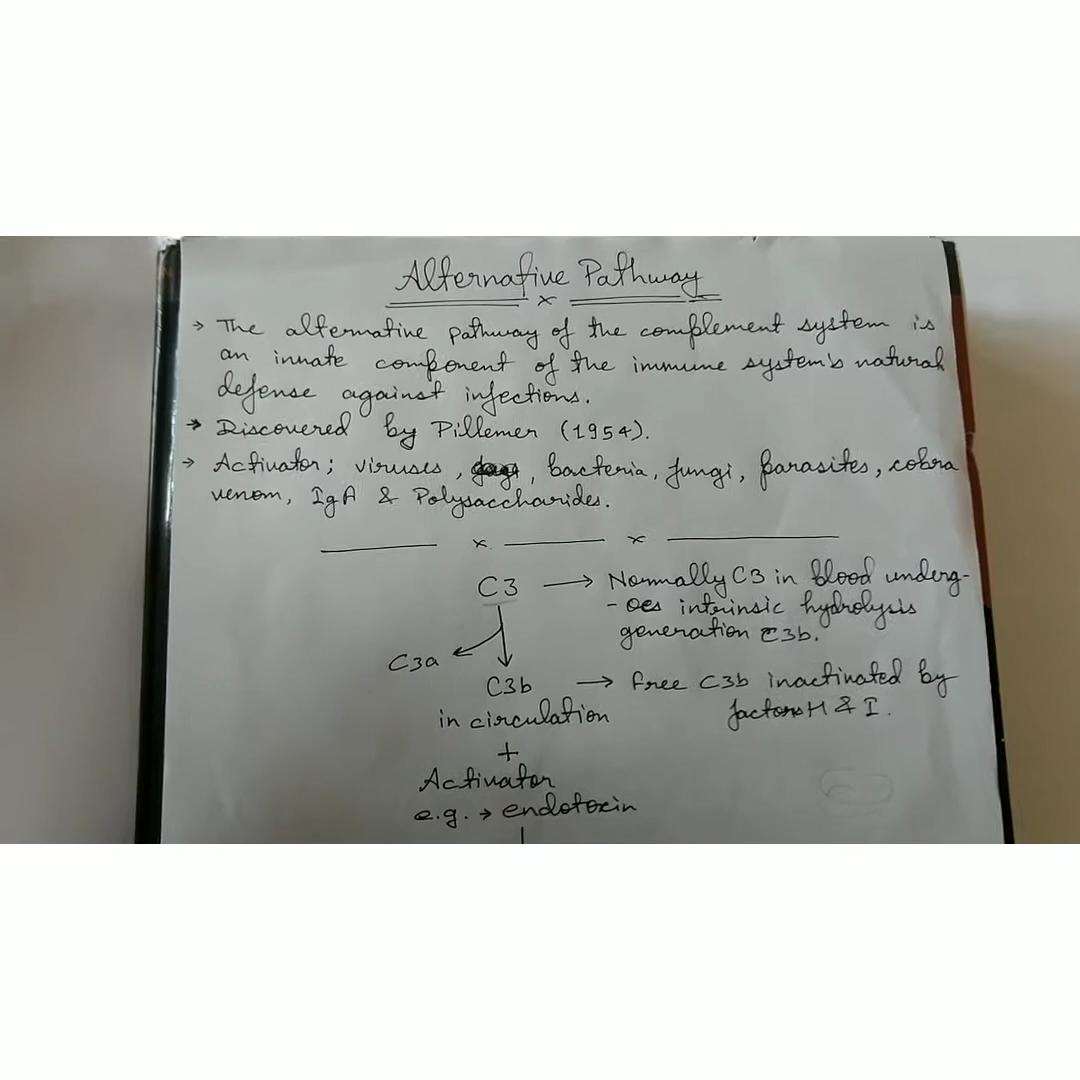 Alternative Pathway
x
→ The alternative pathway of the complement system is
an innate component of the immune system's natural
defense against infections.
→ Discovered by Pillemer (1954).
→ Activator; viruses, , bacteria, fungi, parasites, cobra
venom, IgA & Polysaccharides.
x x
C3 → Normally C3 in blood underg-
-oes intrinsic hydrolysis
generation C3b.
C3a
C3b → free C3b inactivated by
in circulation factors H & I.
+
Activator
e.g. → endotoxin